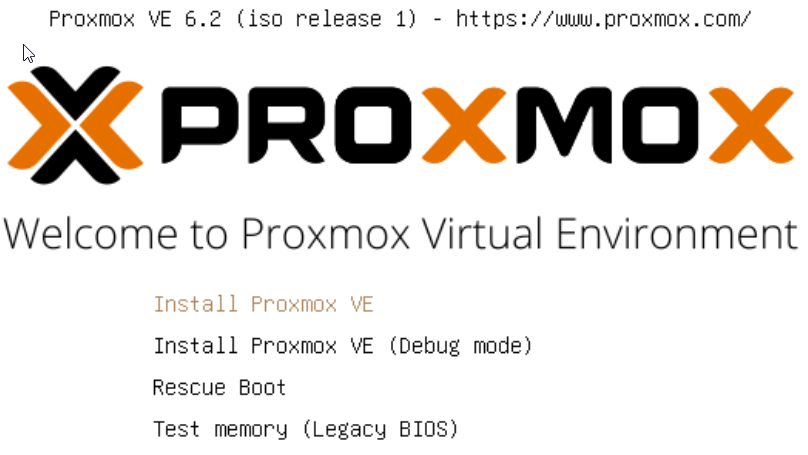 Proxmox VE 6.2 (iso release 1) - https://www.proxmox.com/
PROXMOX
Welcome to Proxmox Virtual Environment
Install Proxmox VE
Install Proxmox VE (Debug mode)
Rescue Boot
Test memory (Legacy BIOS)